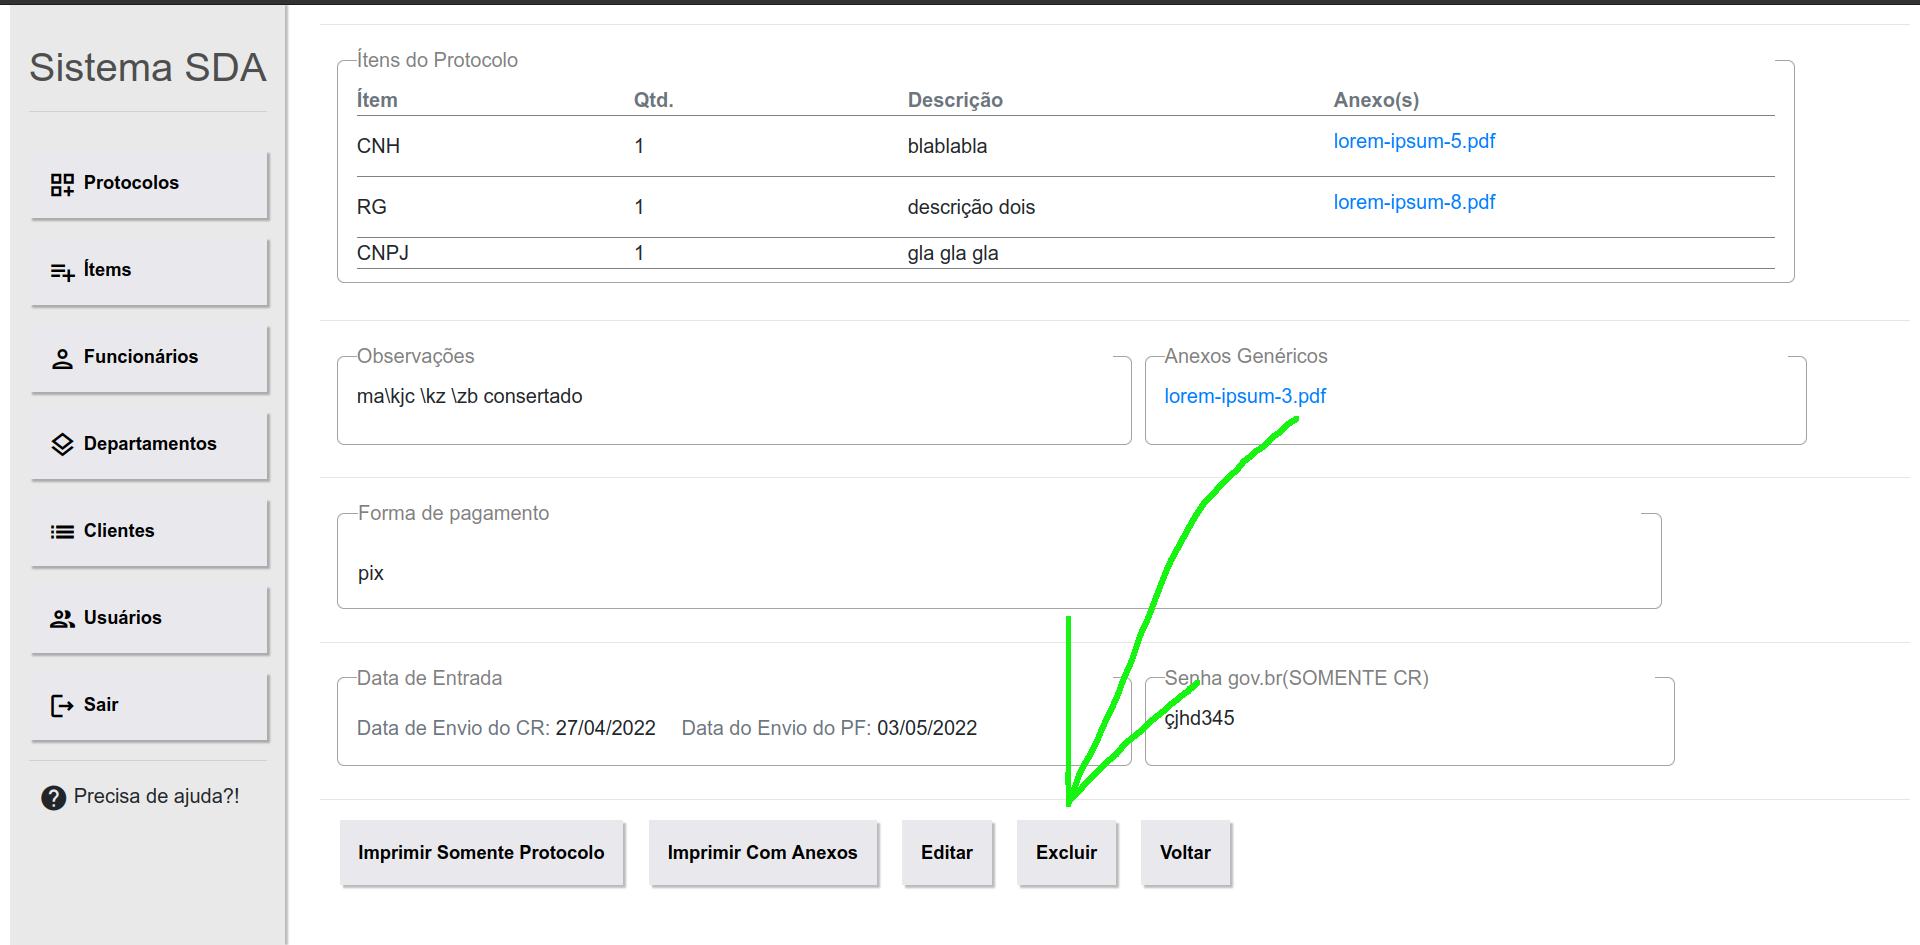 Sistema SDA
Protocolos
Ítems
Funcionários
Departamentos
Clientes
Usuários
Sair
Precisa de ajuda?!
Ítens do Protocolo
Ítem Qtd. Descrição Anexo(s)
CNH 1 blablabla lorem-ipsum-5.pdf
RG 1 descrição dois lorem-ipsum-8.pdf
CNPJ 1 gla gla gla
Observações
ma\kjc \kz \zb consertado
Anexos Genéricos
lorem-ipsum-3.pdf
Forma de pagamento
pix
Data de Entrada
Data de Envio do CR: 27/04/2022 Data do Envio do PF: 03/05/2022
Senha gov.br(SOMENTE CR)
çjhd345
Imprimir Somente Protocolo Imprimir Com Anexos Editar Excluir Voltar